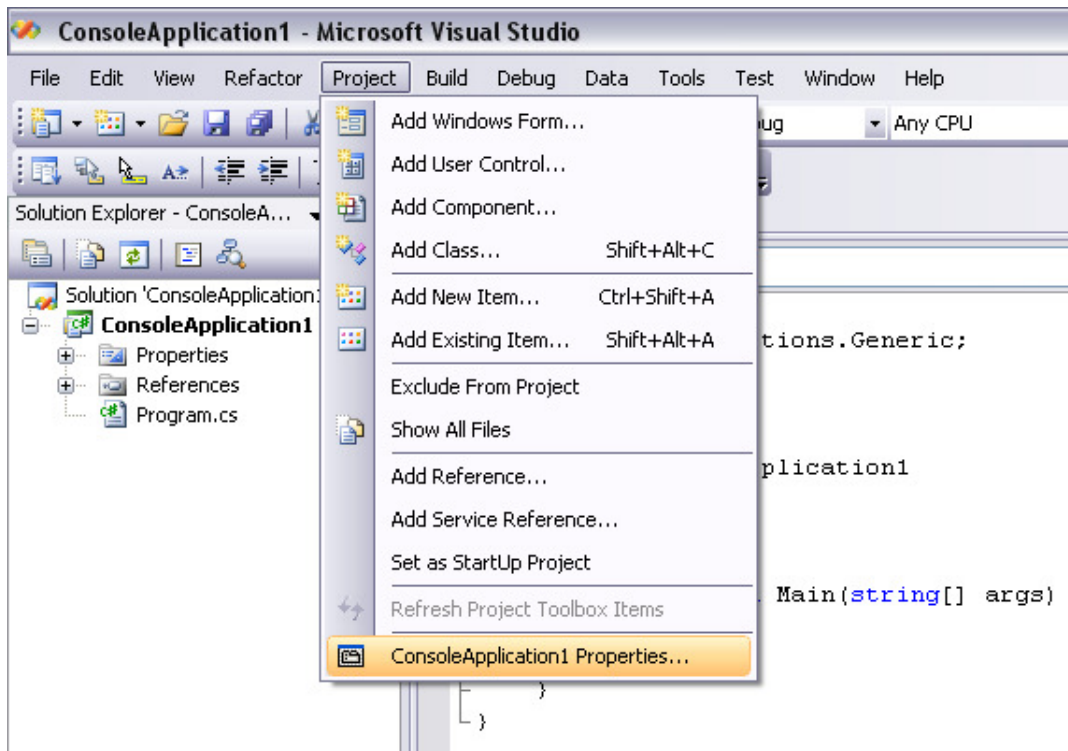 ConsoleApplication1 - Microsoft Visual Studio
File Edit View Refactor Project Build Debug Data Tools Test Window Help
Any CPU
Add Windows Form...
Add User Control...
Add Component...
Add Class... Shift+Alt+C
Add New Item... Ctrl+Shift+A
Add Existing Item... Shift+Alt+A
Exclude From Project
Show All Files
Add Reference...
Add Service Reference...
Set as StartUp Project
Refresh Project Toolbox Items
ConsoleApplication1 Properties...
Solution Explorer - ConsoleA...
Solution 'ConsoleApplication
ConsoleApplication1
Properties
References
Program.cs
tions.Generic;
plication1
Main(string[] args)
}
}